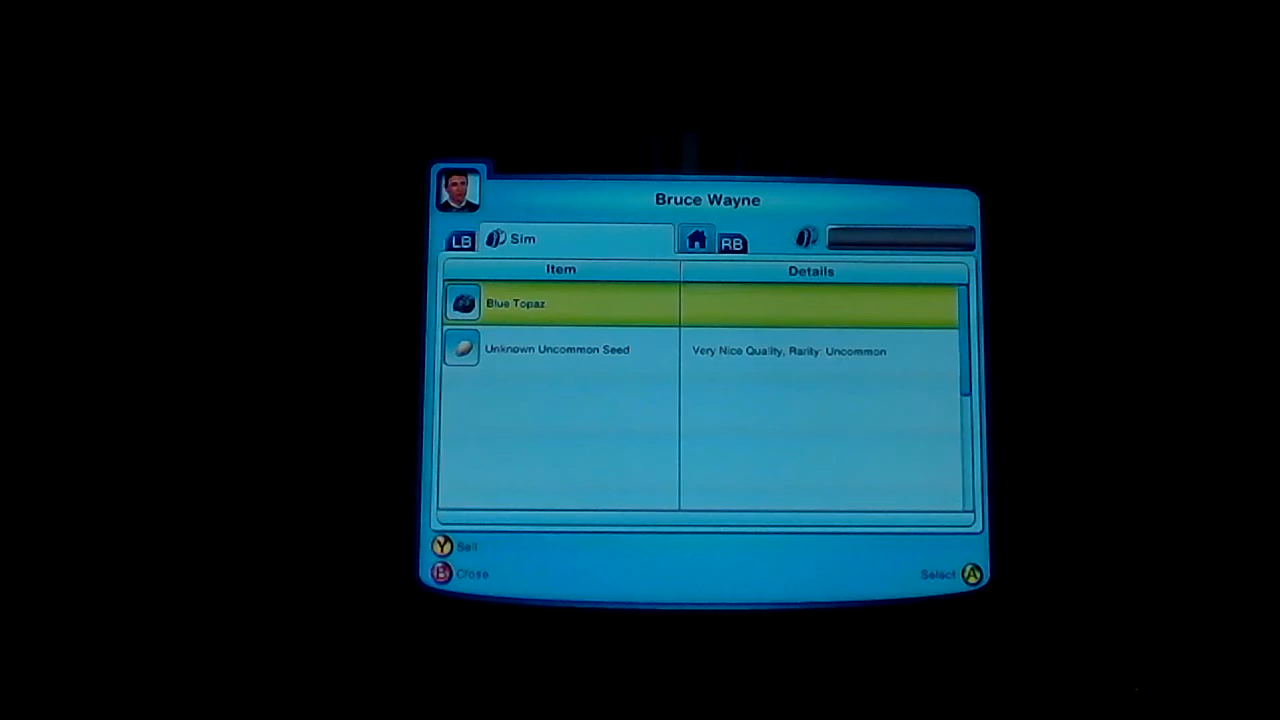 Bruce Wayne
LB Sim RB
Item Details
Blue Topaz
Unknown Uncommon Seed Very Nice Quality, Rarity: Uncommon
Y Sell
B Close Select A